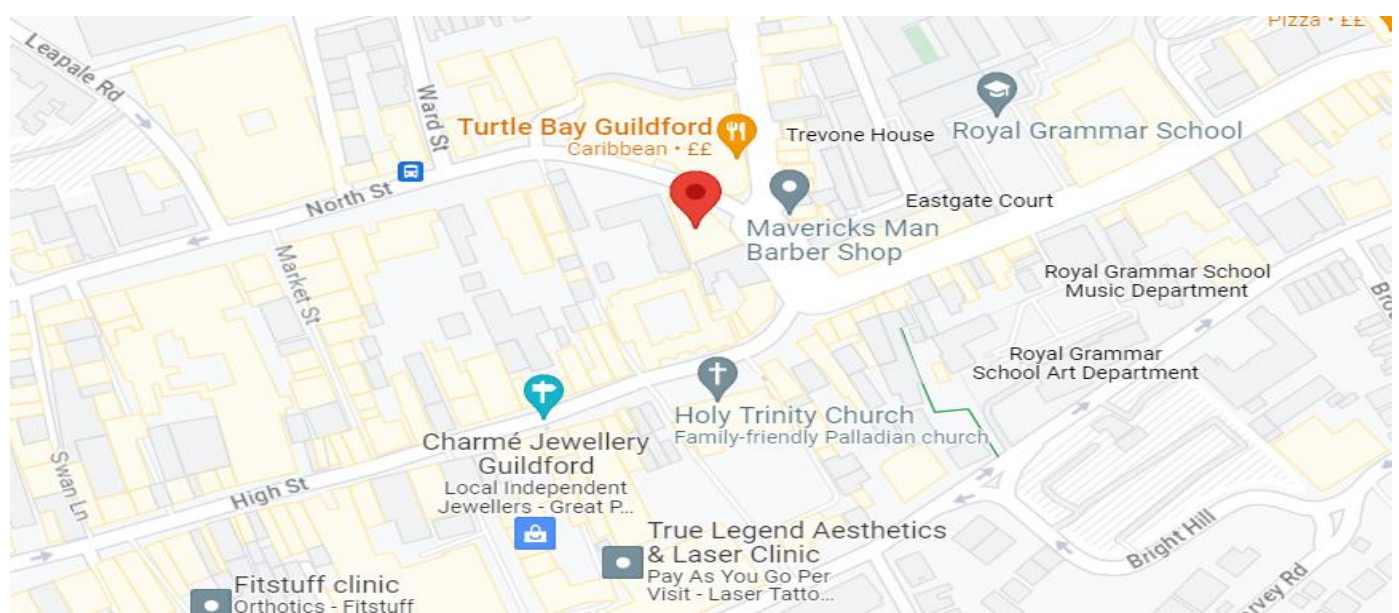 Pizza • ££
Leapale Rd
Ward St
Turtle Bay Guildford
Caribbean • ££
Trevone House
Royal Grammar School
North St
Eastgate Court
Mavericks Man
Barber Shop
Market St
Royal Grammar School
Music Department
Royal Grammar
School Art Department
Holy Trinity Church
Family-friendly Palladian church
Charmé Jewellery
Guildford
Local Independent
Jewellers - Great P...
Swan Ln
High St
True Legend Aesthetics
& Laser Clinic
Pay As You Go Per
Visit - Laser Tatto...
Bright Hill
Fitstuff clinic
Orthotics - Fitstuff